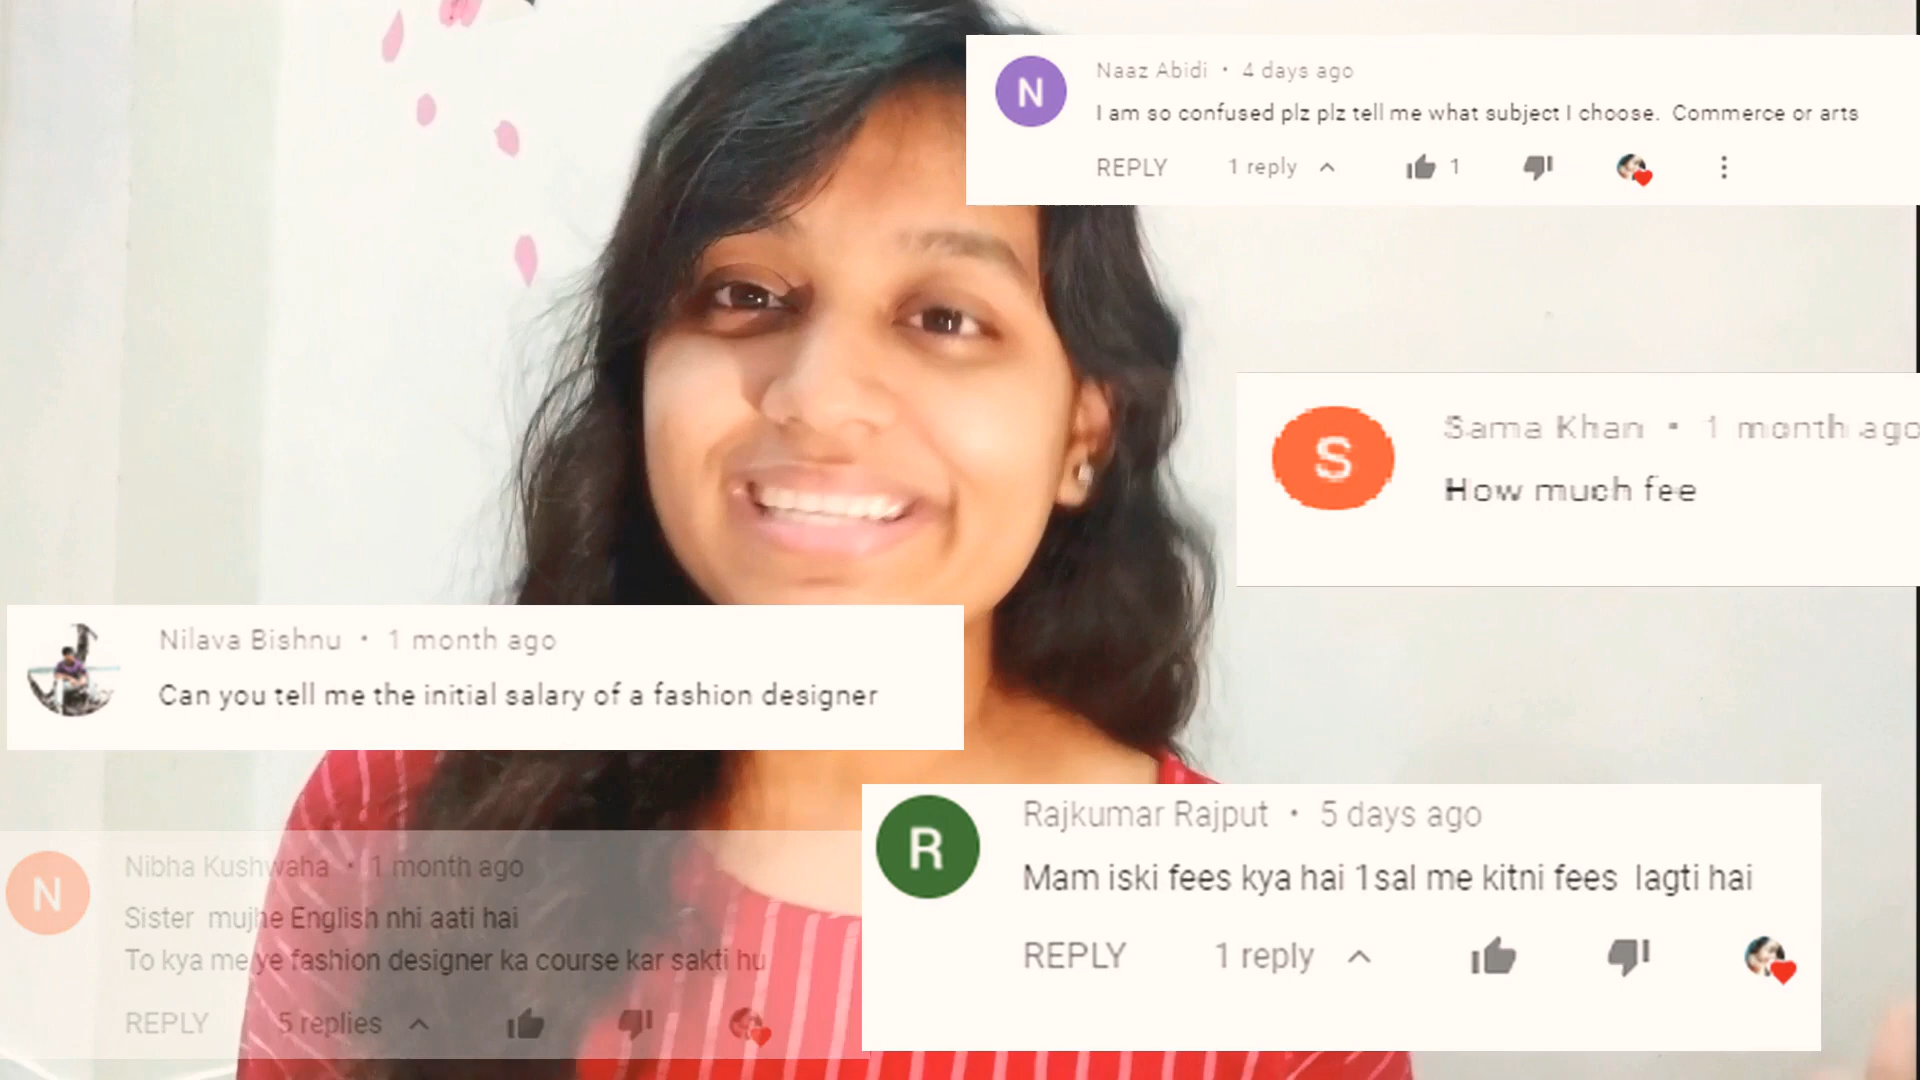 N
Naaz Abidi • 4 days ago
I am so confused plz plz tell me what subject I choose. Commerce or arts
REPLY 1 reply 1
S
Sama Khan • 1 month ago
How much fee
Nilava Bishnu • 1 month ago
Can you tell me the initial salary of a fashion designer
R
Rajkumar Rajput • 5 days ago
Mam iski fees kya hai 1sal me kitni fees lagti hai
REPLY 1 reply
N
Nibha Kushwaha • 1 month ago
Sister mujhe English nhi aati hai
To kya me ye fashion designer ka course kar sakti hu
REPLY 5 replies